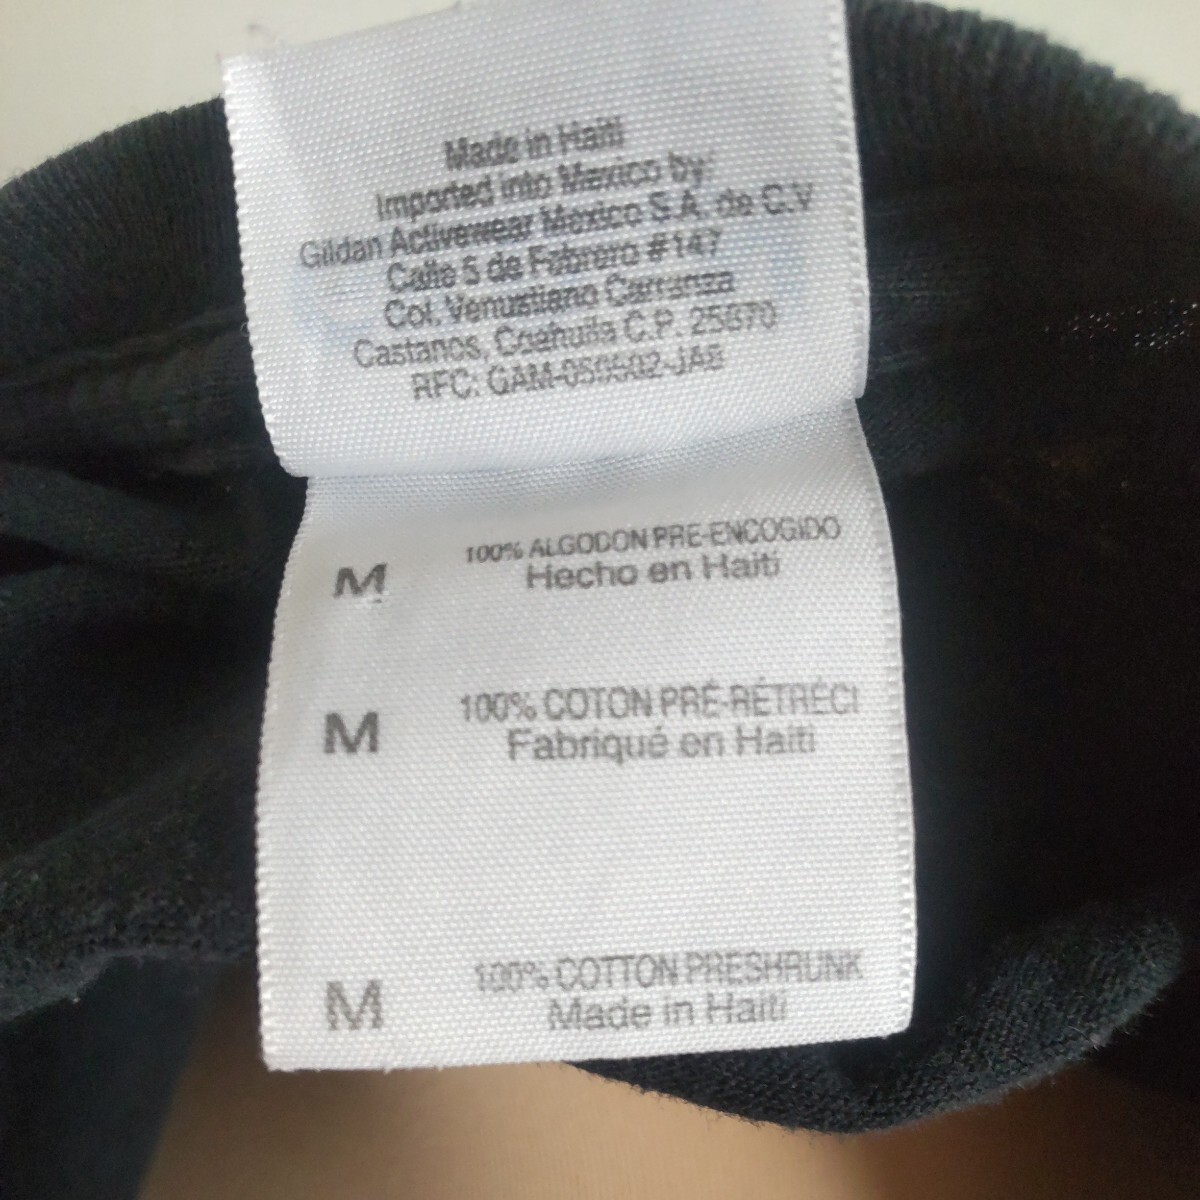 Made in Haiti
Imported into Mexico by:
Gildan Activewear Mexico S.A. de C.V
Calle 5 de Febrero #147
Col. Venustiano Carranza
Castanos, Coahuila C.P. 25870
RFC: GAM-050502-JA6
M 100% ALGODON PRE-ENCOGIDO
Hecho en Haiti
M 100% COTON PRÉ-RÉTRÉCI
Fabriqué en Haiti
M 100% COTTON PRESHRUNK
Made in Haiti